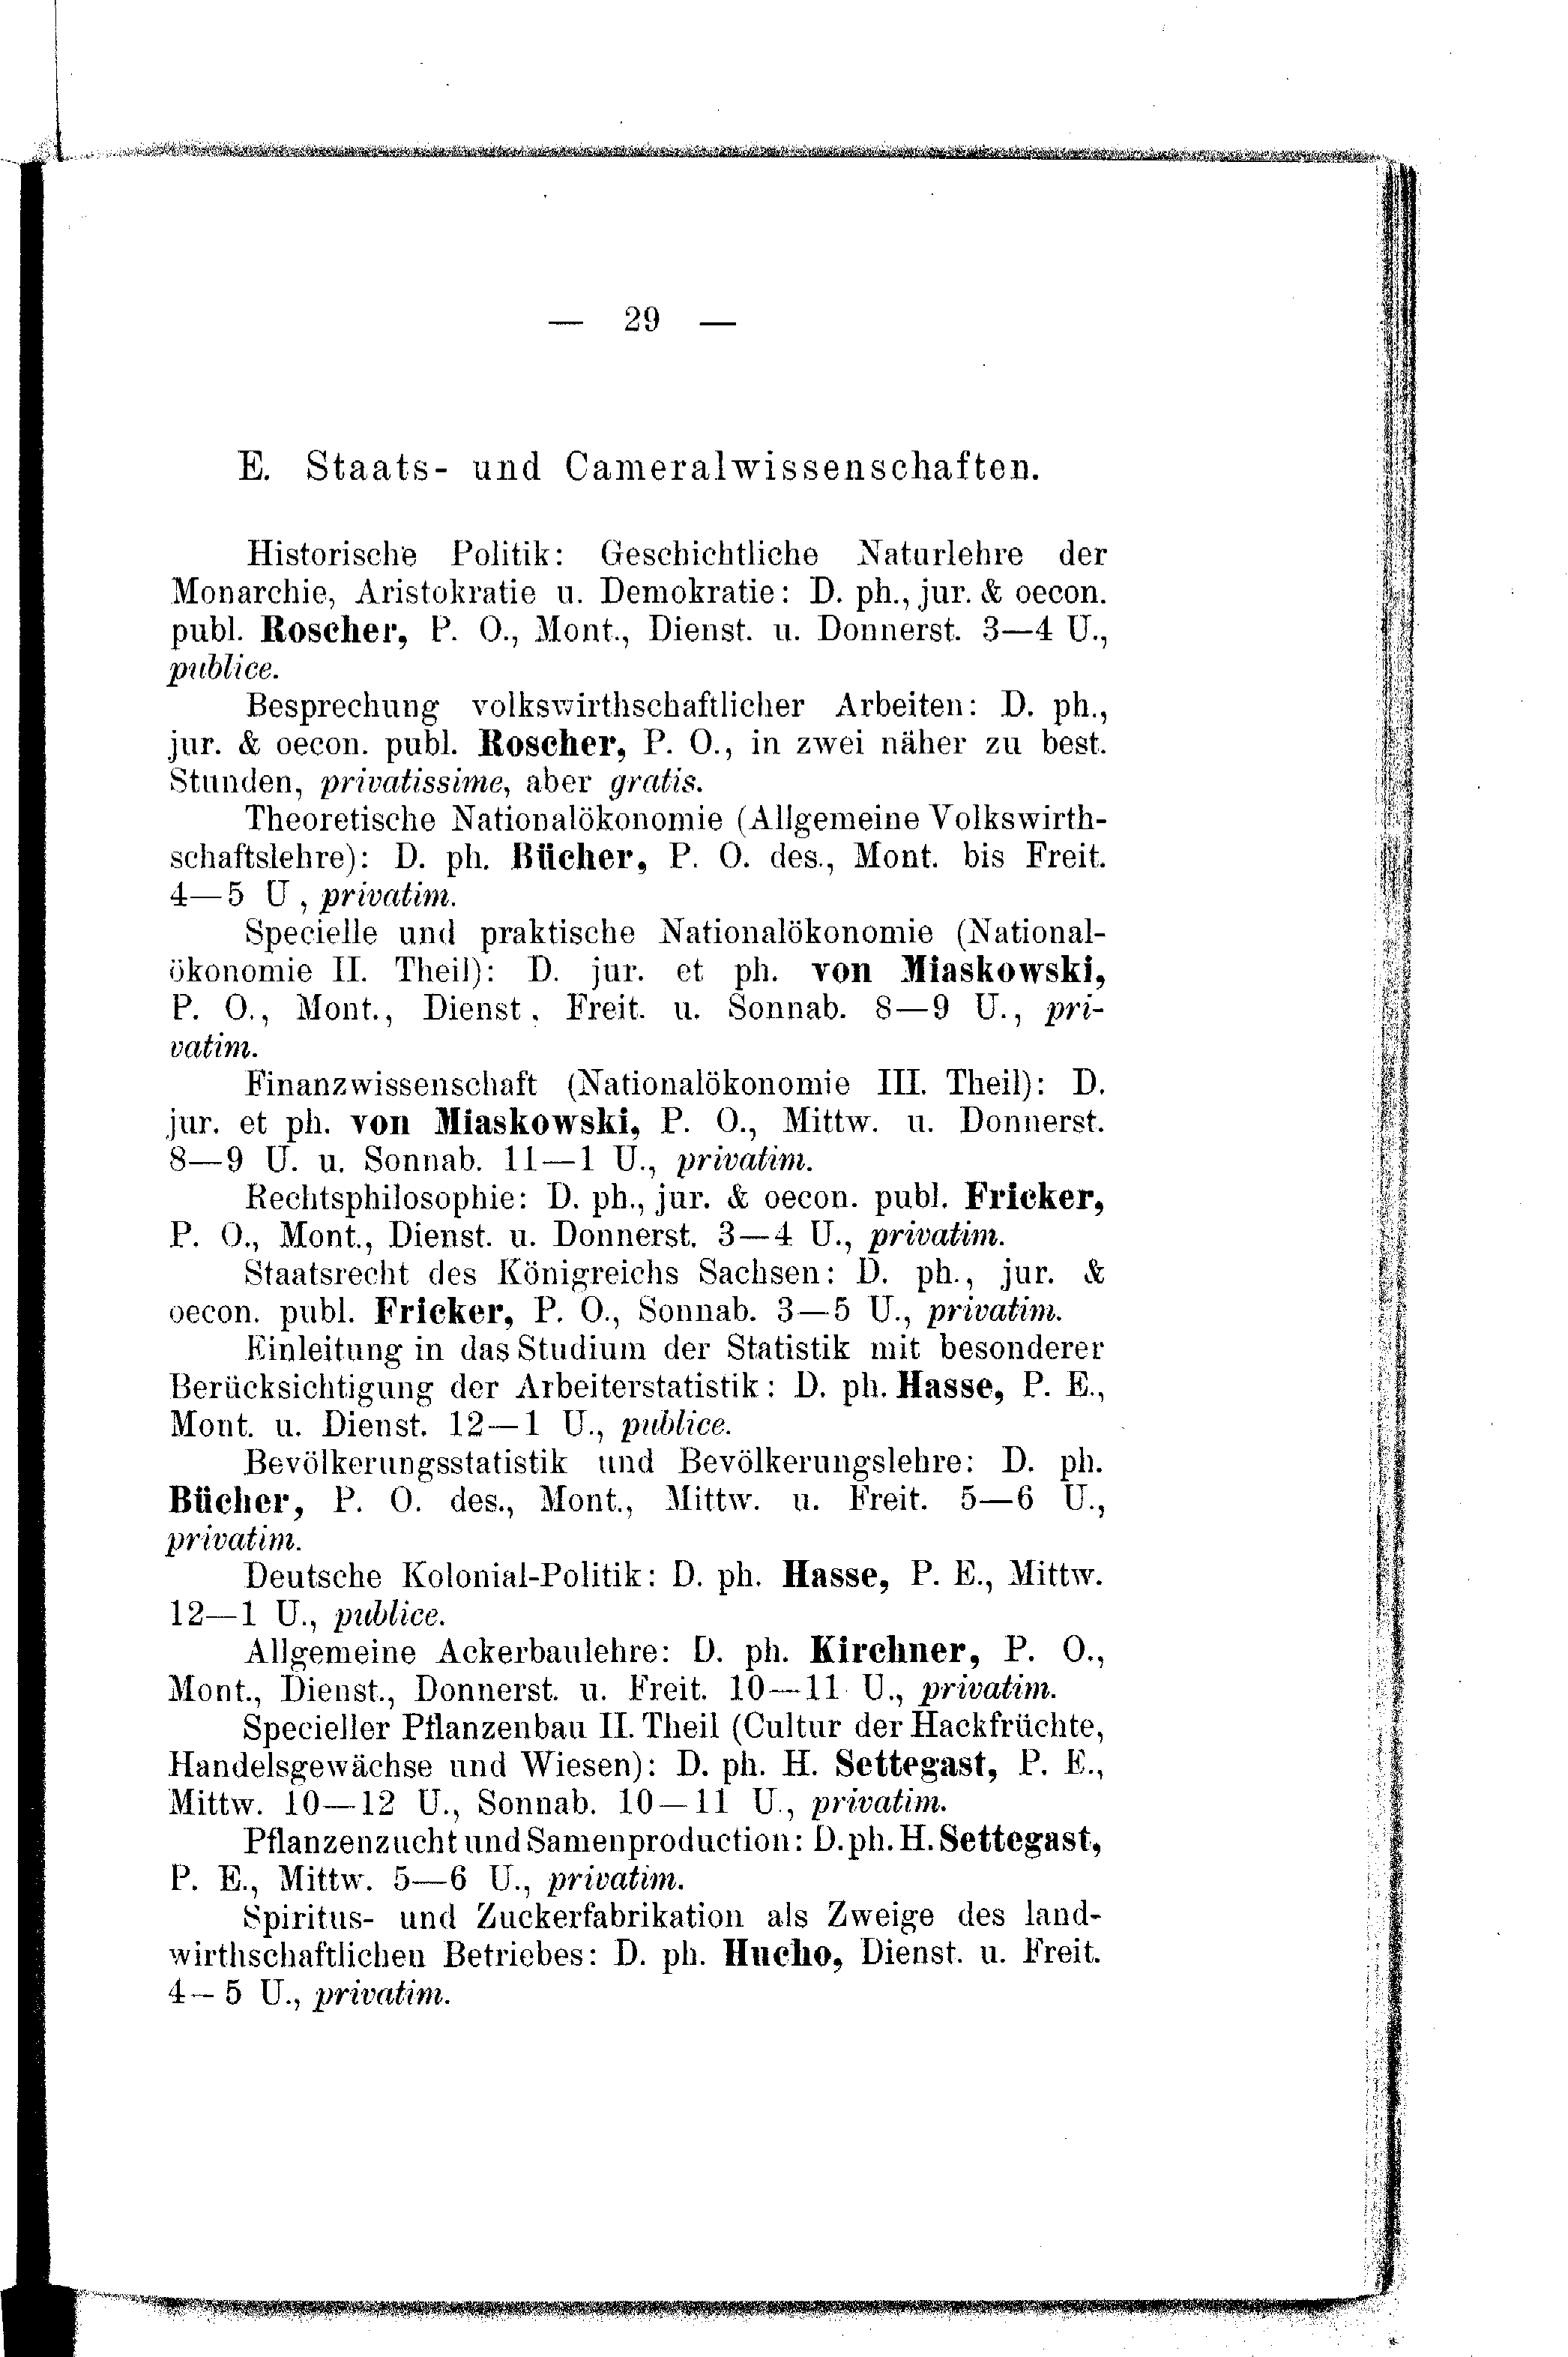 — 29 —
E. Staats- und Cameralwissenschaften.
Historische Politik: Geschichtliche Naturlehre der
Monarchie, Aristokratie u. Demokratie: D. ph., jur. & oecon.
publ. Roscher, P. O., Mont., Dienst. u. Donnerst. 3—4 U.,
publice.
Besprechung volkswirthschaftlicher Arbeiten: D. ph.,
jur. & oecon. publ. Roscher, P. O., in zwei näher zu best.
Stunden, privatissime, aber gratis.
Theoretische Nationalökonomie (Allgemeine Volkswirth-
schaftslehre): D. ph. Bücher, P. O. des., Mont. bis Freit.
4—5 U , privatim.
Specielle und praktische Nationalökonomie (National-
ökonomie II. Theil): D. jur. et ph. von Miaskowski,
P. O., Mont., Dienst. Freit. u. Sonnab. 8—9 U., pri-
vatim.
Finanzwissenschaft (Nationalökonomie III. Theil): D.
jur. et ph. von Miaskowski, P. O., Mittw. u. Donnerst.
8—9 U. u. Sonnab. 11—1 U., privatim.
Rechtsphilosophie: D. ph., jur. & oecon. publ. Fricker,
P. O., Mont., Dienst. u. Donnerst. 3—4 U., privatim.
Staatsrecht des Königreichs Sachsen: D. ph., jur. &
oecon. publ. Fricker, P. O., Sonnab. 3—5 U., privatim.
Einleitung in das Studium der Statistik mit besonderer
Berücksichtigung der Arbeiterstatistik: D. ph. Hasse, P. E.,
Mont. u. Dienst. 12—1 U., publice.
Bevölkerungsstatistik und Bevölkerungslehre: D. ph.
Bücher, P. O. des., Mont., Mittw. u. Freit. 5—6 U.,
privatim.
Deutsche Kolonial-Politik: D. ph. Hasse, P. E., Mittw.
12—1 U., publice.
Allgemeine Ackerbaulehre: D. ph. Kirchner, P. O.,
Mont., Dienst., Donnerst. u. Freit. 10—11 U., privatim.
Specieller Pflanzenbau II. Theil (Cultur der Hackfrüchte,
Handelsgewächse und Wiesen): D. ph. H. Settegast, P. E.,
Mittw. 10—12 U., Sonnab. 10—11 U., privatim.
Pflanzenzucht und Samenproduction: D. ph. H. Settegast,
P. E., Mittw. 5—6 U., privatim.
Spiritus- und Zuckerfabrikation als Zweige des land-
wirthschaftlichen Betriebes: D. ph. Hucho, Dienst. u. Freit.
4—5 U., privatim.